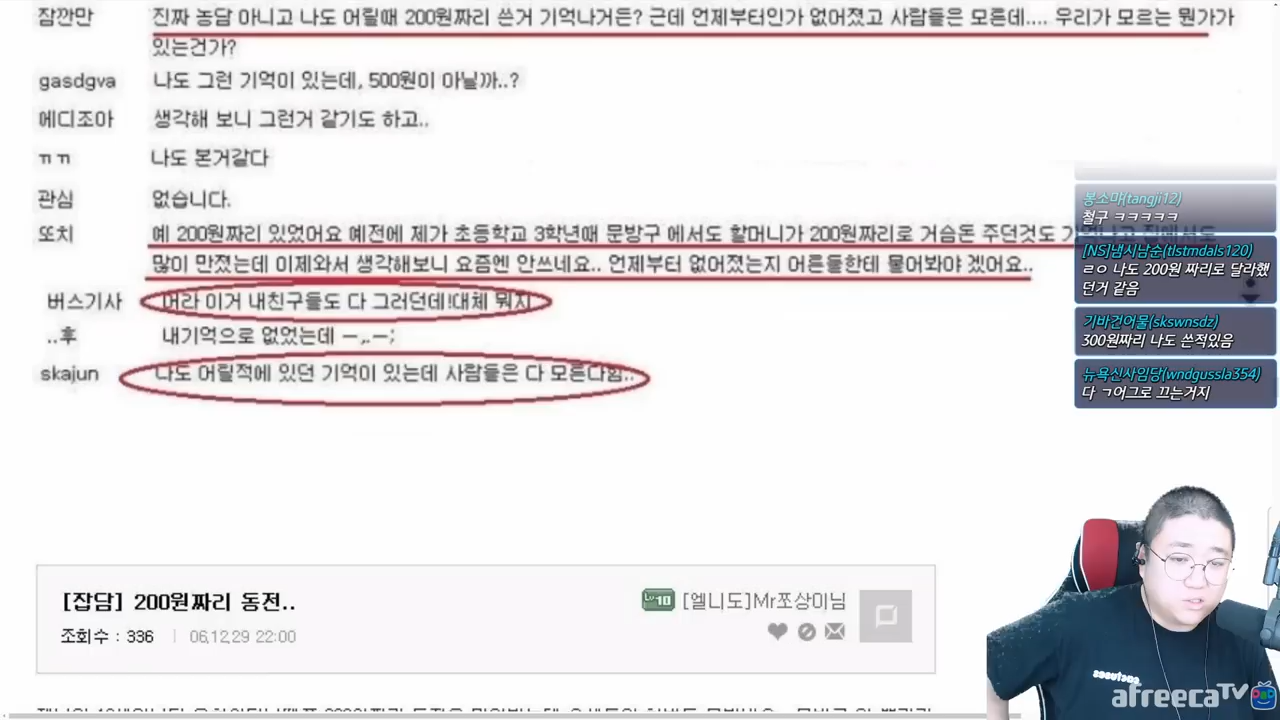 잠깐만 진짜 농담 아니고 나도 어릴때 200원짜리 쓴거 기억나거든? 근데 언제부터인가 없어졌고 사람들은 모른데.... 우리가 모르는 뭔가가
있는건가?
gasdgva 나도 그런 기억이 있는데, 500원이 아닐까..?
에디조아 생각해 보니 그런거 같기도 하고..
ㄲㄲ 나도 본거같다
관심 없습니다.
또치 예 200원짜리 있었어요 예전에 제가 초등학교 3학년때 문방구 에서도 할머니가 200원짜리로 거슴돈 주던것도
많이 만졌는데 이제와서 생각해보니 요즘엔 안쓰네요.. 언제부터 없어졌는지 어른들한테 물어봐야 겠어요..
버스기사 머라 이거 내친구들도 다 그러던데!대체 뭐지
..후 내기억으로 없었는데 ㅡ,.ㅡ;
skajun 나도 어릴적에 있던 기억이 있는데 사람들은 다 모른다힘..
봉소마(tangji12)
철구 ㅋㅋㅋㅋㅋ
[NS]냄시남순(tlstmdals120)
ㄹㅇ 나도 200원 짜리로 달라했
던거 같음
기바건어물(skswnsdz)
300원짜리 나도 쓴적있음
뉴욕신사임당(wndgussla354)
다 ㄱ어그로 끄는거지
[잡담] 200원짜리 동전..
Lv10 [엘니도]Mr포상이님
조회수 : 336 | 06,12,29 22:00
afreecaTV